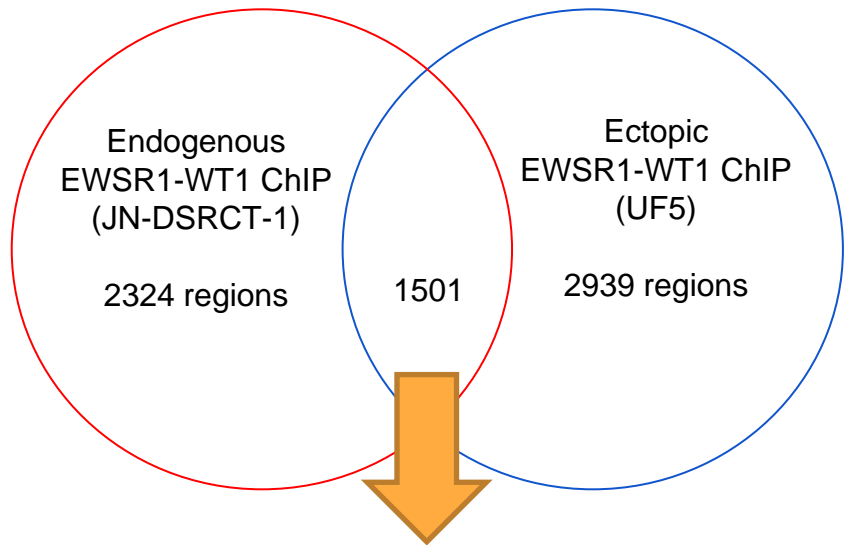 Endogenous
EWSR1-WT1 ChIP
(JN-DSRCT-1)
2324 regions
1501
Ectopic
EWSR1-WT1 ChIP
(UF5)
2939 regions